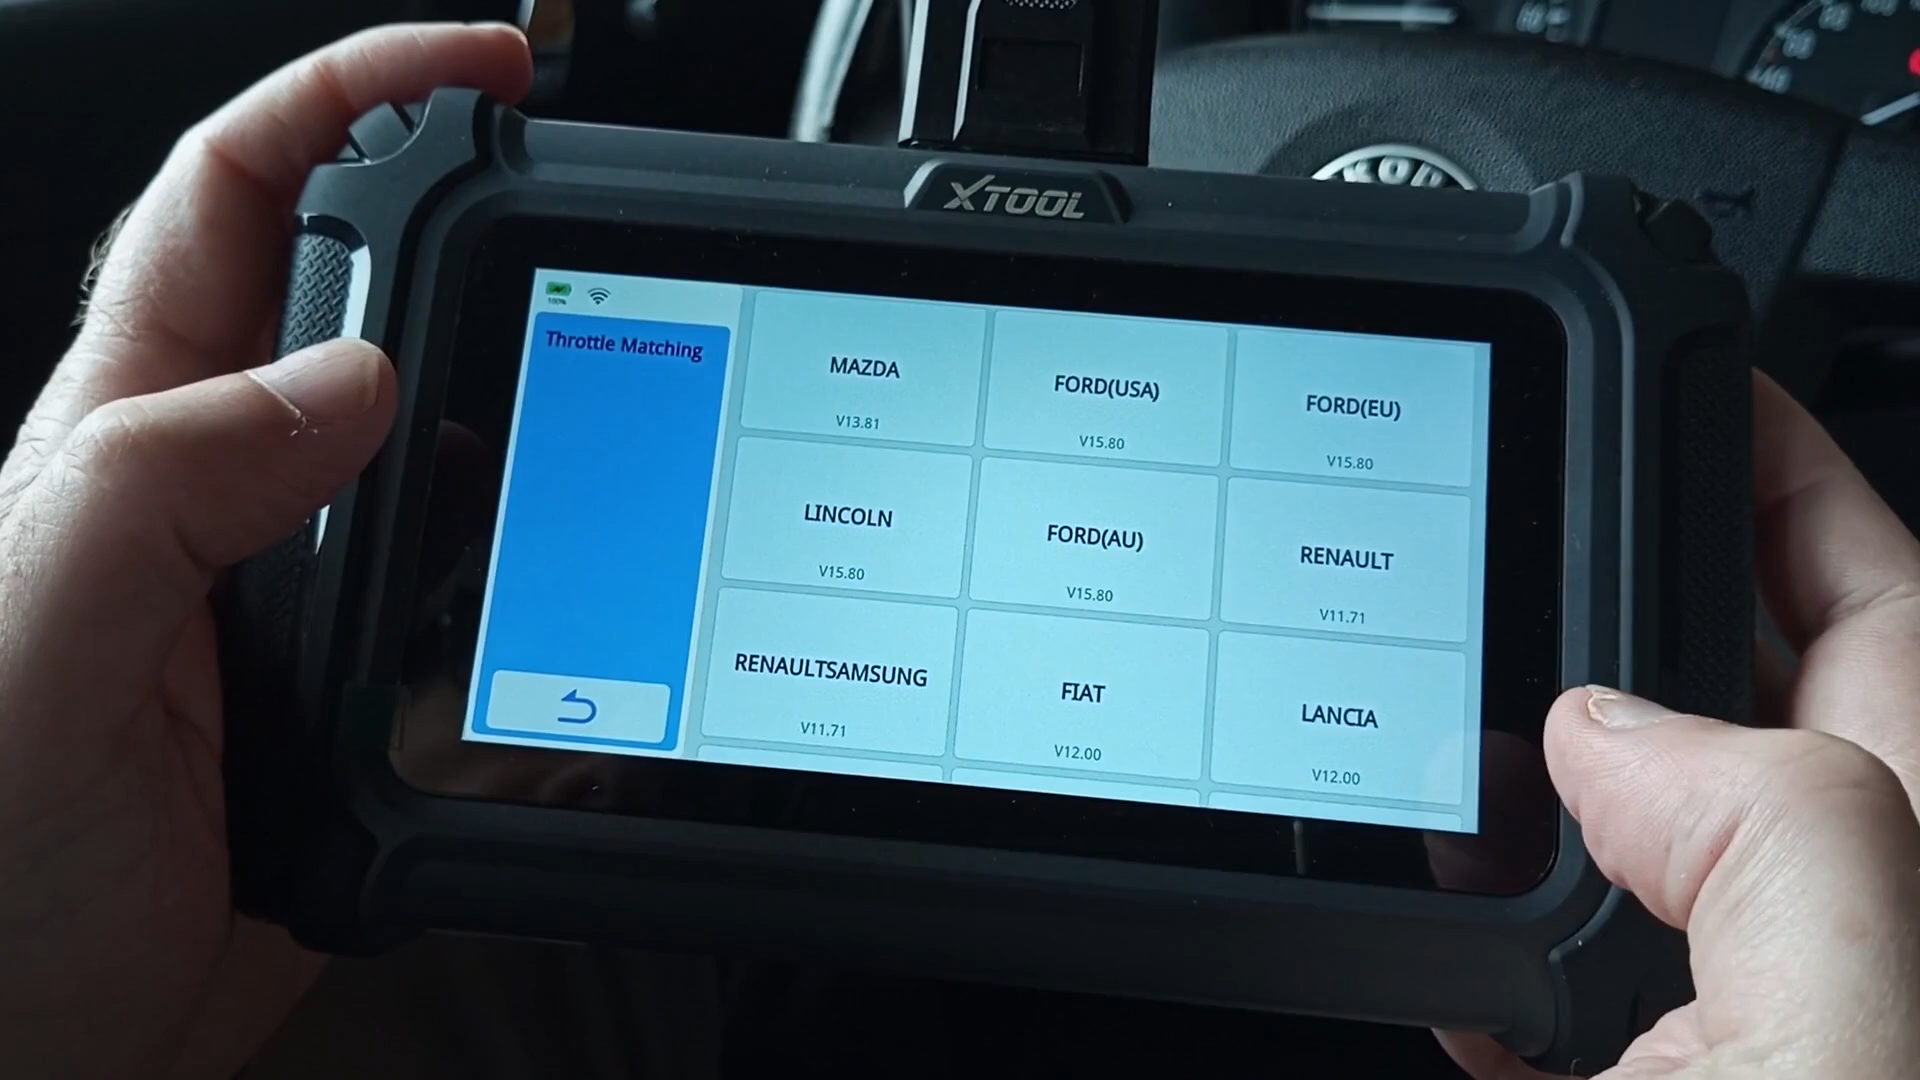 XTOOL
100%
Throttle Matching
MAZDA
V13.81
FORD(USA)
V15.80
FORD(EU)
V15.80
LINCOLN
V15.80
FORD(AU)
V15.80
RENAULT
V11.71
RENAULTSAMSUNG
V11.71
FIAT
V12.00
LANCIA
V12.00